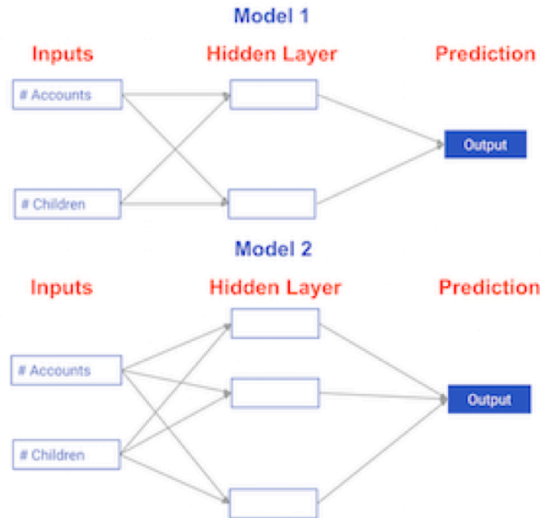 Model 1
Inputs Hidden Layer Prediction
# Accounts
Output
# Children
Model 2
Inputs Hidden Layer Prediction
# Accounts
Output
# Children